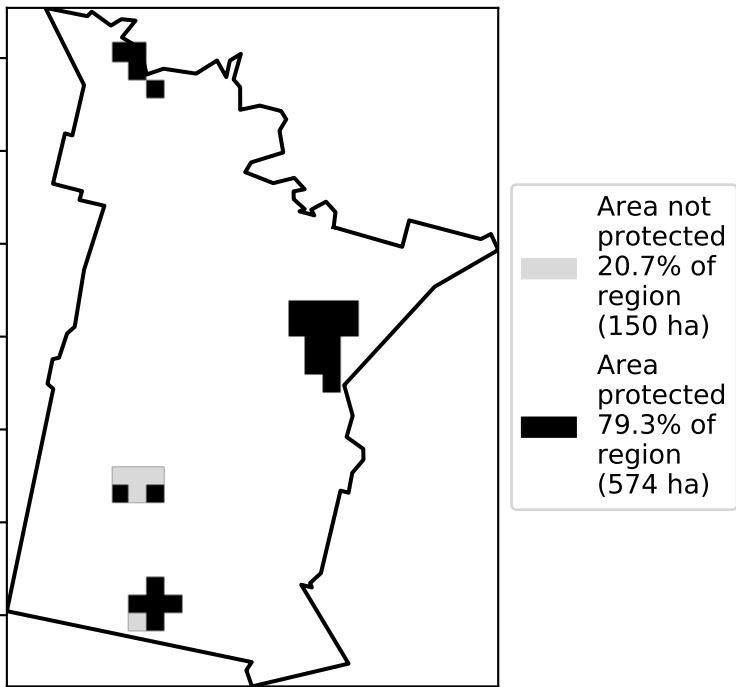 Area not
protected
20.7% of
region
(150 ha)
Area
protected
79.3% of
region
(574 ha)